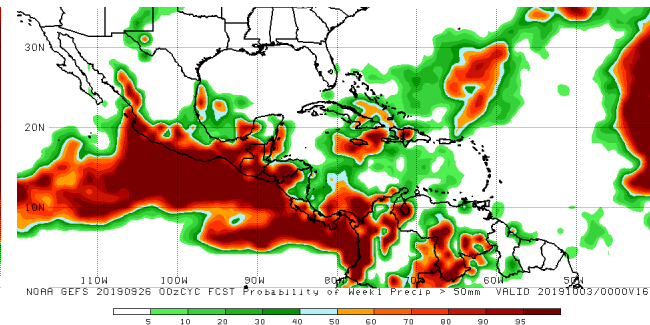 30N
20N
10N
110W 100W 90W 80W 70W 60W 50W
NOAA GEFS 20190926 00zCYC FCST Probability of Week1 Precip > 50mm VALID 20191003/0000V16
5 10 20 30 40 50 60 70 80 90 95